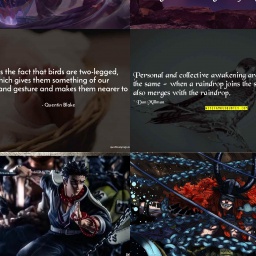 s the fact that birds are two-legged,
which gives them something of our
and gesture and makes them nearer to
- Quentin Blake
Personal and collective awakening are
the same – when a raindrop joins the s
also merges with the raindrop.
Dan Millman